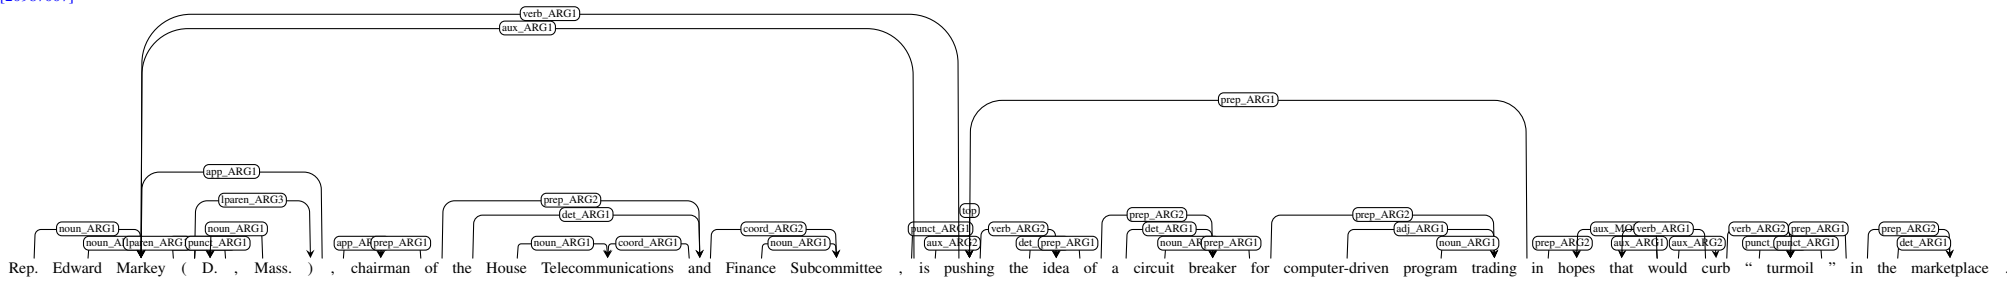 verb_ARG1
aux_ARG1
prep_ARG1
app_ARG1
lparen_ARG3 prep_ARG2 top
det_ARG1 prep_ARG2 prep_ARG2
noun_ARG1 noun_ARG1 coord_ARG2 punct_ARG1 verb_ARG2 det_ARG1 adj_ARG1 verb_ARG1 verb_ARG2 prep_ARG1 prep_ARG2
punct_ARG1 prep_ARG1 noun_ARG1 coord_ARG1 noun_ARG1 aux_ARG2 prep_ARG1 prep_ARG1 noun_ARG1 prep_ARG2 aux_ARG1 aux_ARG2 punct_ARG1 det_ARG1
Rep. Edward Markey ( D. , Mass. ) , chairman of the House Telecommunications and Finance Subcommittee , is pushing the idea of a circuit breaker for computer-driven program trading in hopes that would curb “ turmoil ” in the marketplace .